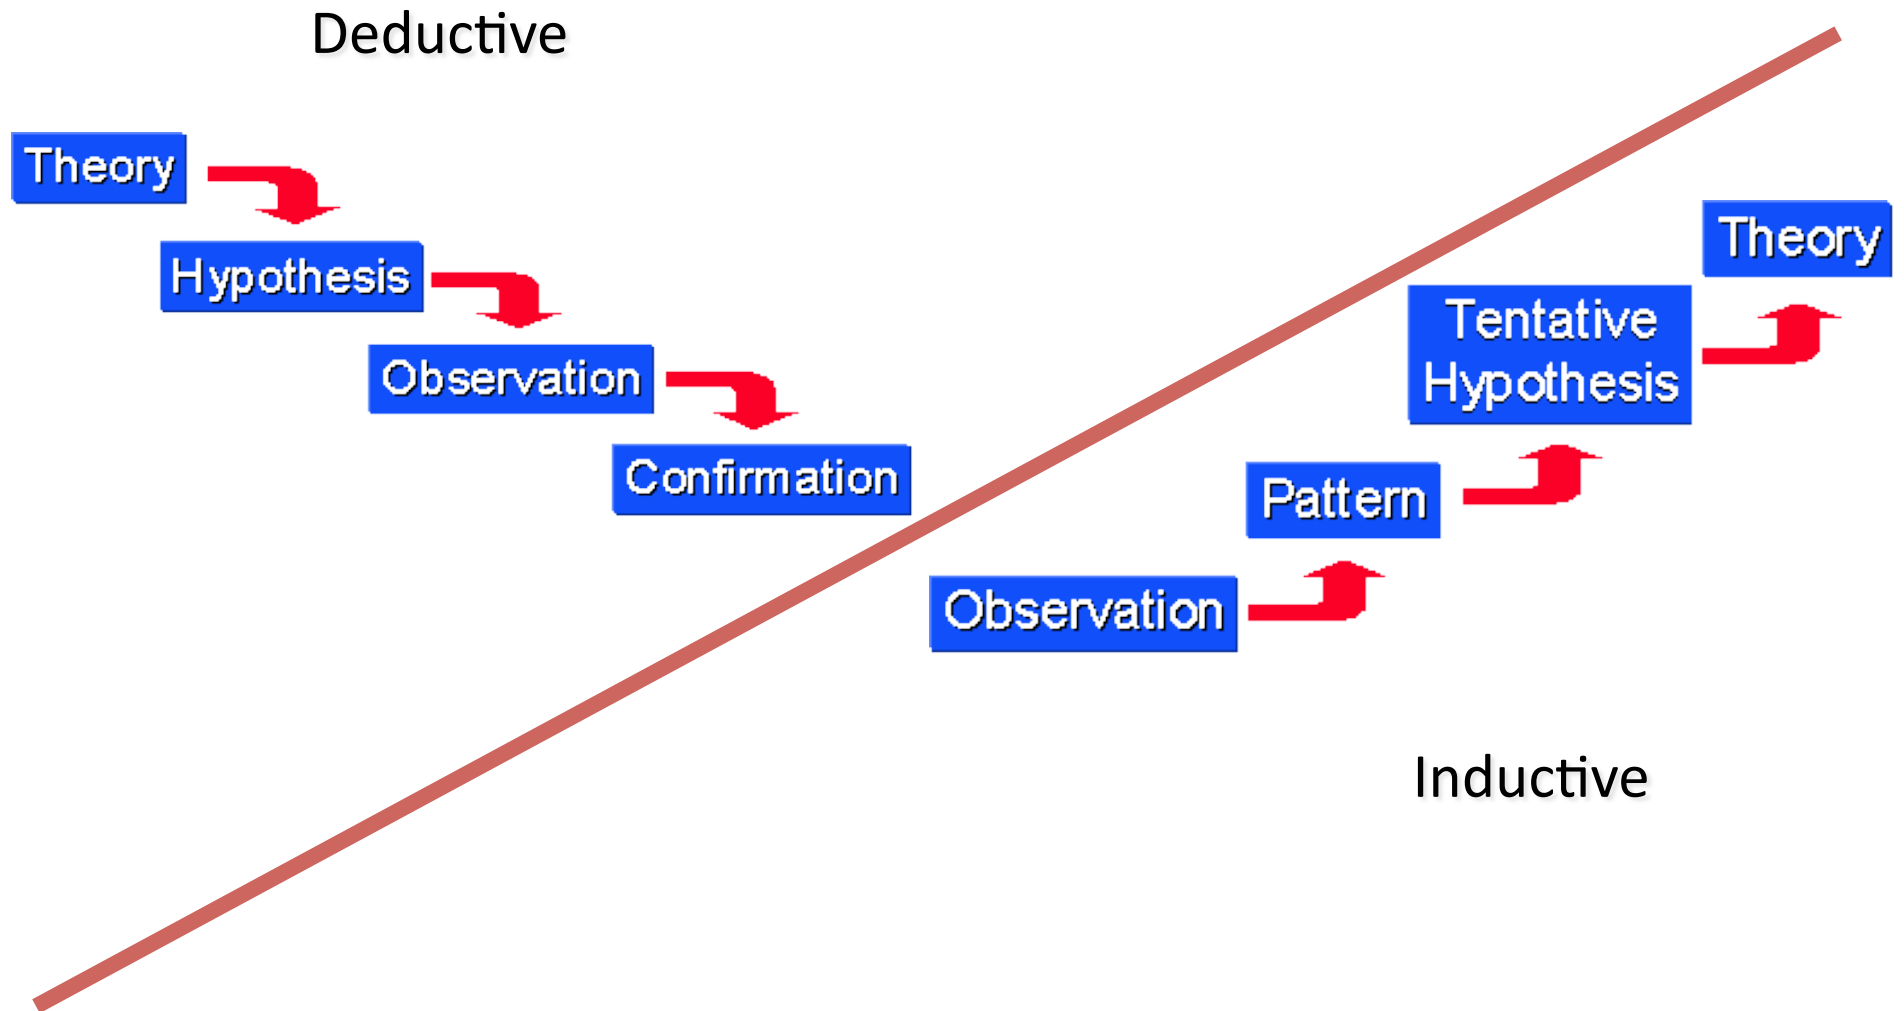 Deductive
Theory
Hypothesis
Observation
Confirmation
Theory
Tentative
Hypothesis
Pattern
Observation
Inductive